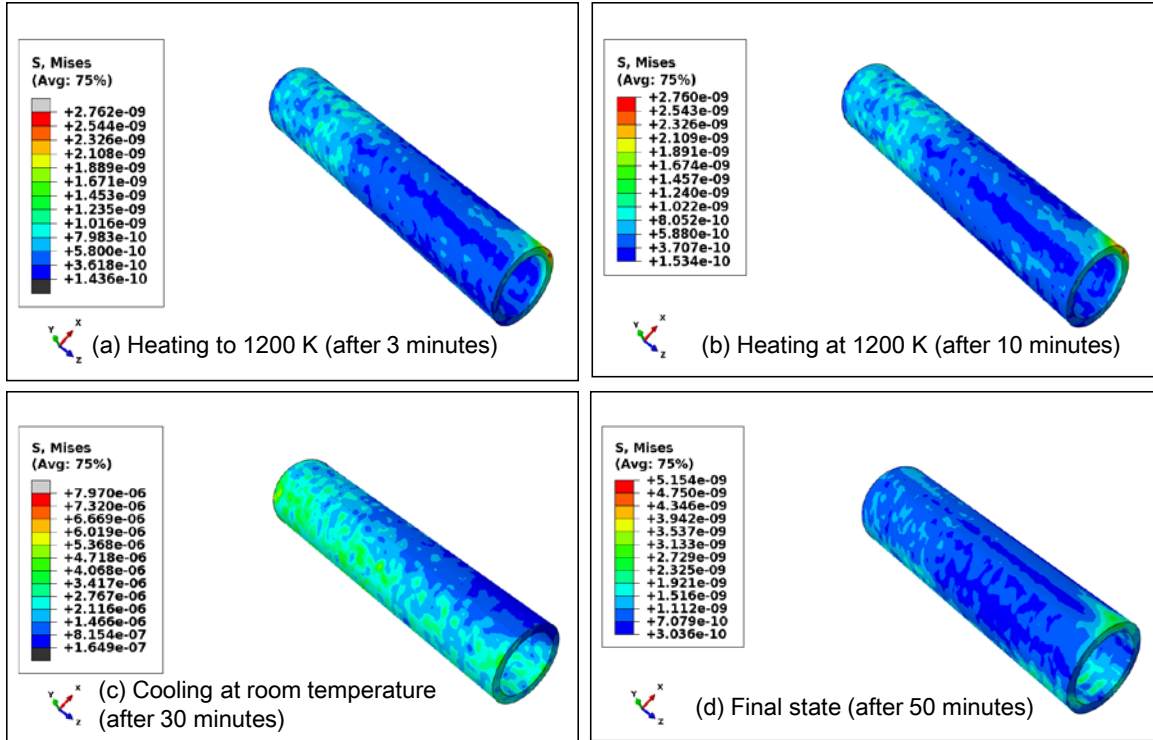 S, Mises
(Avg: 75%)
+2.762e-09
+2.544e-09
+2.326e-09
+2.108e-09
+1.889e-09
+1.671e-09
+1.453e-09
+1.235e-09
+1.016e-09
+7.983e-10
+5.800e-10
+3.618e-10
+1.436e-10
Y
X
Z
(a) Heating to 1200 K (after 3 minutes)
S, Mises
(Avg: 75%)
+2.760e-09
+2.543e-09
+2.326e-09
+2.109e-09
+1.891e-09
+1.674e-09
+1.457e-09
+1.240e-09
+1.022e-09
+8.052e-10
+5.880e-10
+3.707e-10
+1.534e-10
Y
X
Z
(b) Heating at 1200 K (after 10 minutes)
S, Mises
(Avg: 75%)
+7.970e-06
+7.320e-06
+6.669e-06
+6.019e-06
+5.368e-06
+4.718e-06
+4.068e-06
+3.417e-06
+2.767e-06
+2.116e-06
+1.466e-06
+8.154e-07
+1.649e-07
Y
X
Z
(c) Cooling at room temperature
(after 30 minutes)
S, Mises
(Avg: 75%)
+5.154e-09
+4.750e-09
+4.346e-09
+3.942e-09
+3.537e-09
+3.133e-09
+2.729e-09
+2.325e-09
+1.921e-09
+1.516e-09
+1.112e-09
+7.079e-10
+3.036e-10
Y
X
Z
(d) Final state (after 50 minutes)